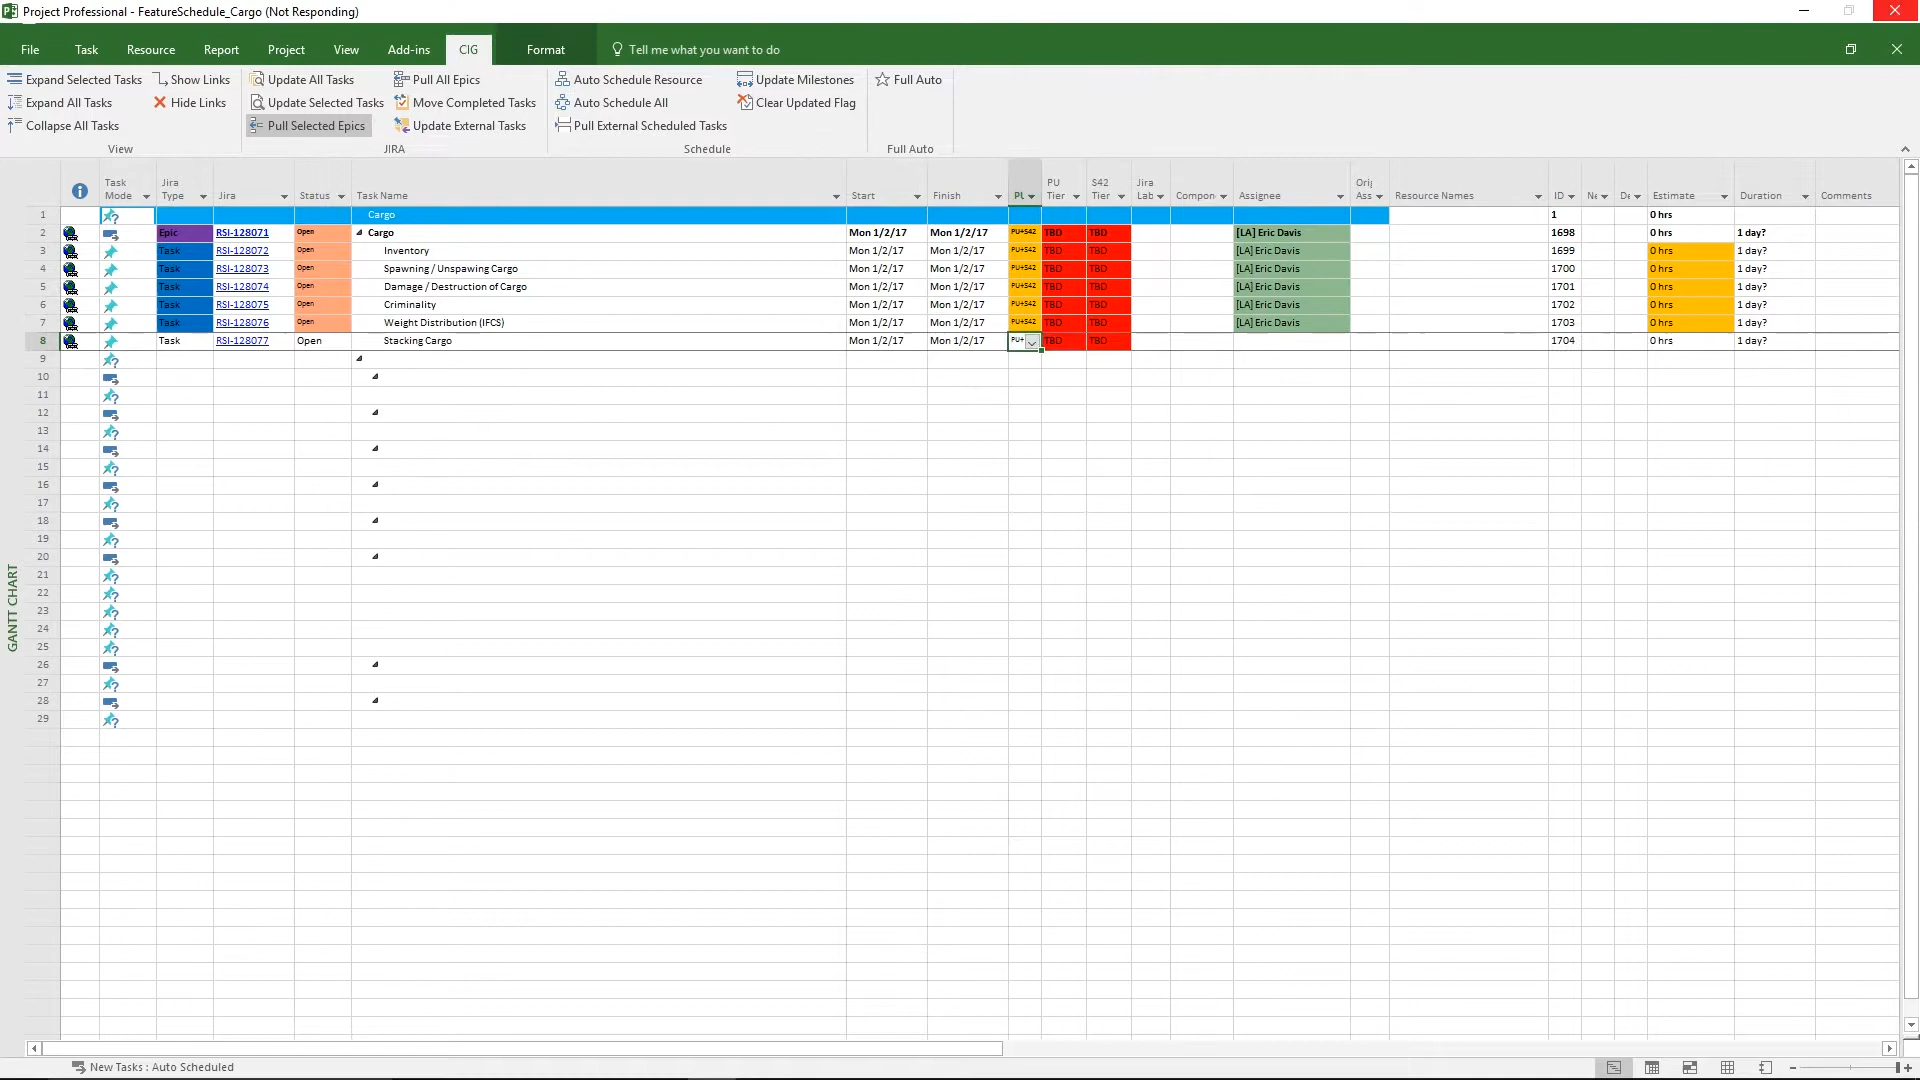 Project Professional - FeatureSchedule_Cargo (Not Responding)
File Task Resource Report Project View Add-ins CIG Format Tell me what you want to do
Expand Selected Tasks Show Links Update All Tasks Pull All Epics Auto Schedule Resource Update Milestones Full Auto
Expand All Tasks Hide Links Update Selected Tasks Move Completed Tasks Auto Schedule All Clear Updated Flag
Collapse All Tasks Pull Selected Epics Update External Tasks Pull External Scheduled Tasks
View JIRA Schedule Full Auto
Task Mode Jira Type Jira Status Task Name Start Finish PU Tier S42 Tier Jira Lab Compon Assignee Resource Names ID Estimate Duration Comments
1 Cargo 1 0 hrs
2 Epic RSI-128071 Open Cargo Mon 1/2/17 Mon 1/2/17 PU+S42 TBD TBD [LA] Eric Davis 1698 0 hrs 1 day?
3 Task RSI-128072 Open Inventory Mon 1/2/17 Mon 1/2/17 PU+S42 TBD TBD [LA] Eric Davis 1699 0 hrs 1 day?
4 Task RSI-128073 Open Spawning / Unspawing Cargo Mon 1/2/17 Mon 1/2/17 PU+S42 TBD TBD [LA] Eric Davis 1700 0 hrs 1 day?
5 Task RSI-128074 Open Damage / Destruction of Cargo Mon 1/2/17 Mon 1/2/17 PU+S42 TBD TBD [LA] Eric Davis 1701 0 hrs 1 day?
6 Task RSI-128075 Open Criminality Mon 1/2/17 Mon 1/2/17 PU+S42 TBD TBD [LA] Eric Davis 1702 0 hrs 1 day?
7 Task RSI-128076 Open Weight Distribution (IFCS) Mon 1/2/17 Mon 1/2/17 PU+S42 TBD TBD [LA] Eric Davis 1703 0 hrs 1 day?
8 Task RSI-128077 Open Stacking Cargo Mon 1/2/17 Mon 1/2/17 PU+ TBD TBD 1704 0 hrs 1 day?
9
10
11
12
13
14
15
16
17
18
19
20
21
22
23
24
25
26
27
28
29
GANTT CHART
New Tasks : Auto Scheduled